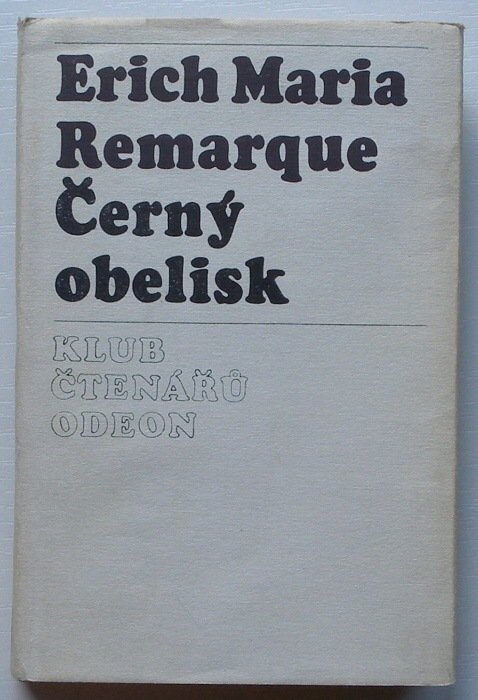 Erich Maria
Remarque
Černý
obelisk
KLUB
ČTENÁŘŮ
ODEON